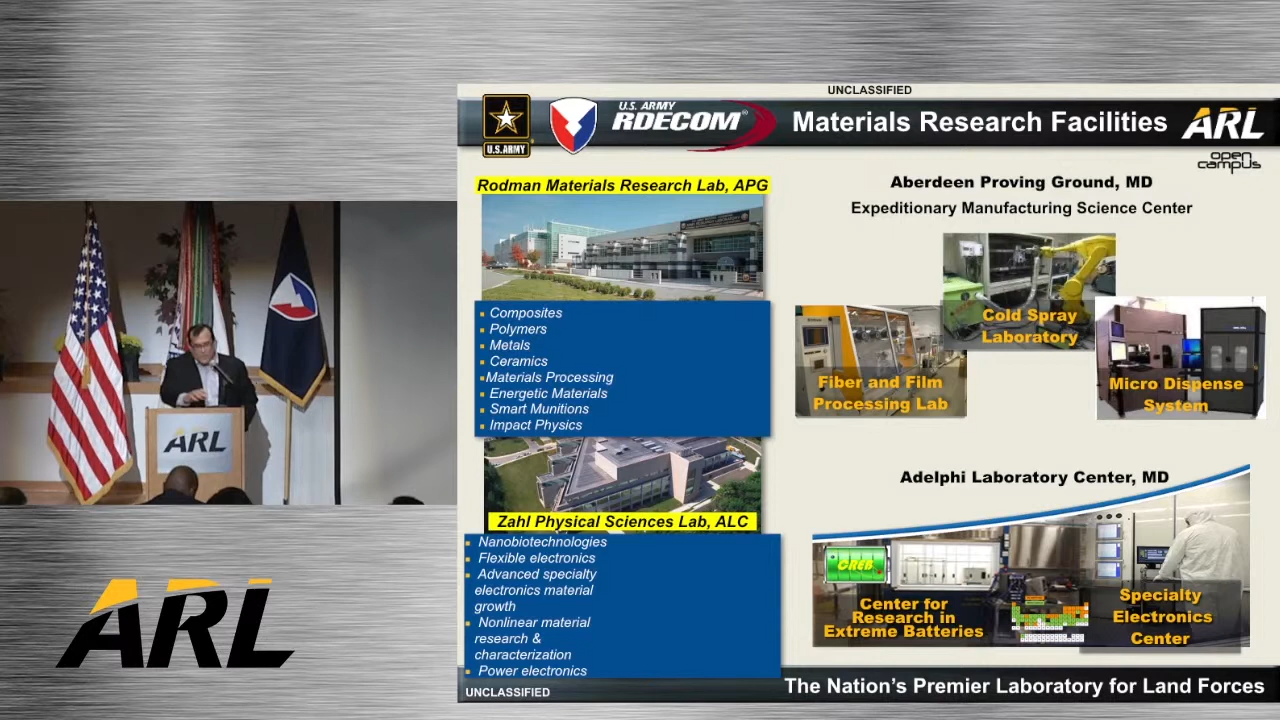 UNCLASSIFIED
U.S.ARMY
U.S. ARMY
RDECOM®
Materials Research Facilities
ARL
open
campus
Rodman Materials Research Lab, APG
Composites
Polymers
Metals
Ceramics
Materials Processing
Energetic Materials
Smart Munitions
Impact Physics
Zahl Physical Sciences Lab, ALC
Nanobiotechnologies
Flexible electronics
Advanced specialty
electronics material
growth
Nonlinear material
research &
characterization
Power electronics
Aberdeen Proving Ground, MD
Expeditionary Manufacturing Science Center
Cold Spray
Laboratory
Fiber and Film
Processing Lab
Micro Dispense
System
Adelphi Laboratory Center, MD
CREB
Center for
Research in
Extreme Batteries
Specialty
Electronics
Center
UNCLASSIFIED
The Nation's Premier Laboratory for Land Forces
ARL
ARL